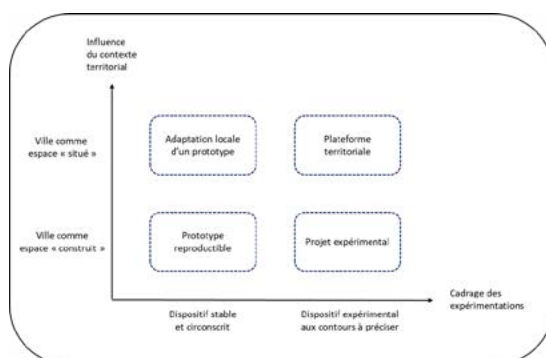 Influence
du contexte
territorial
Ville comme
espace « situé »
Adaptation locale
d'un prototype
Plateforme
territoriale
Ville comme
espace « construit »
Prototype
reproductible
Projet expérimental
Cadrage des
expérimentations
Dispositif stable
et circonscrit
Dispositif expérimental
aux contours à préciser